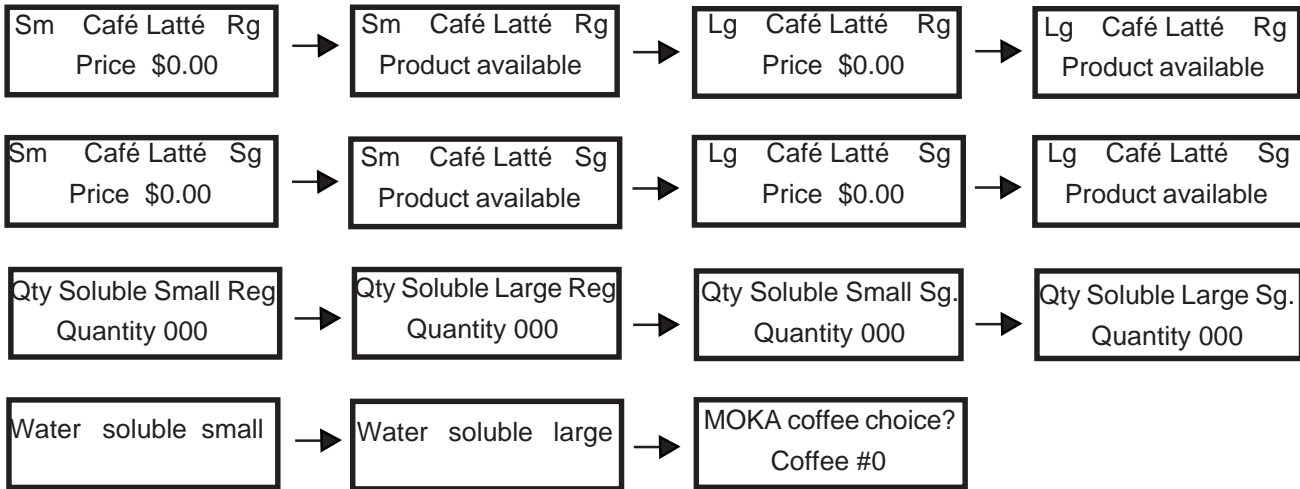 Sm Café Latté Rg
Price $0.00
Sm Café Latté Rg
Product available
Lg Café Latté Rg
Price $0.00
Lg Café Latté Rg
Product available
Sm Café Latté Sg
Price $0.00
Sm Café Latté Sg
Product available
Lg Café Latté Sg
Price $0.00
Lg Café Latté Sg
Product available
Qty Soluble Small Reg
Quantity 000
Qty Soluble Large Reg
Quantity 000
Qty Soluble Small Sg.
Quantity 000
Qty Soluble Large Sg.
Quantity 000
Water soluble small
Water soluble large
MOKA coffee choice?
Coffee #0